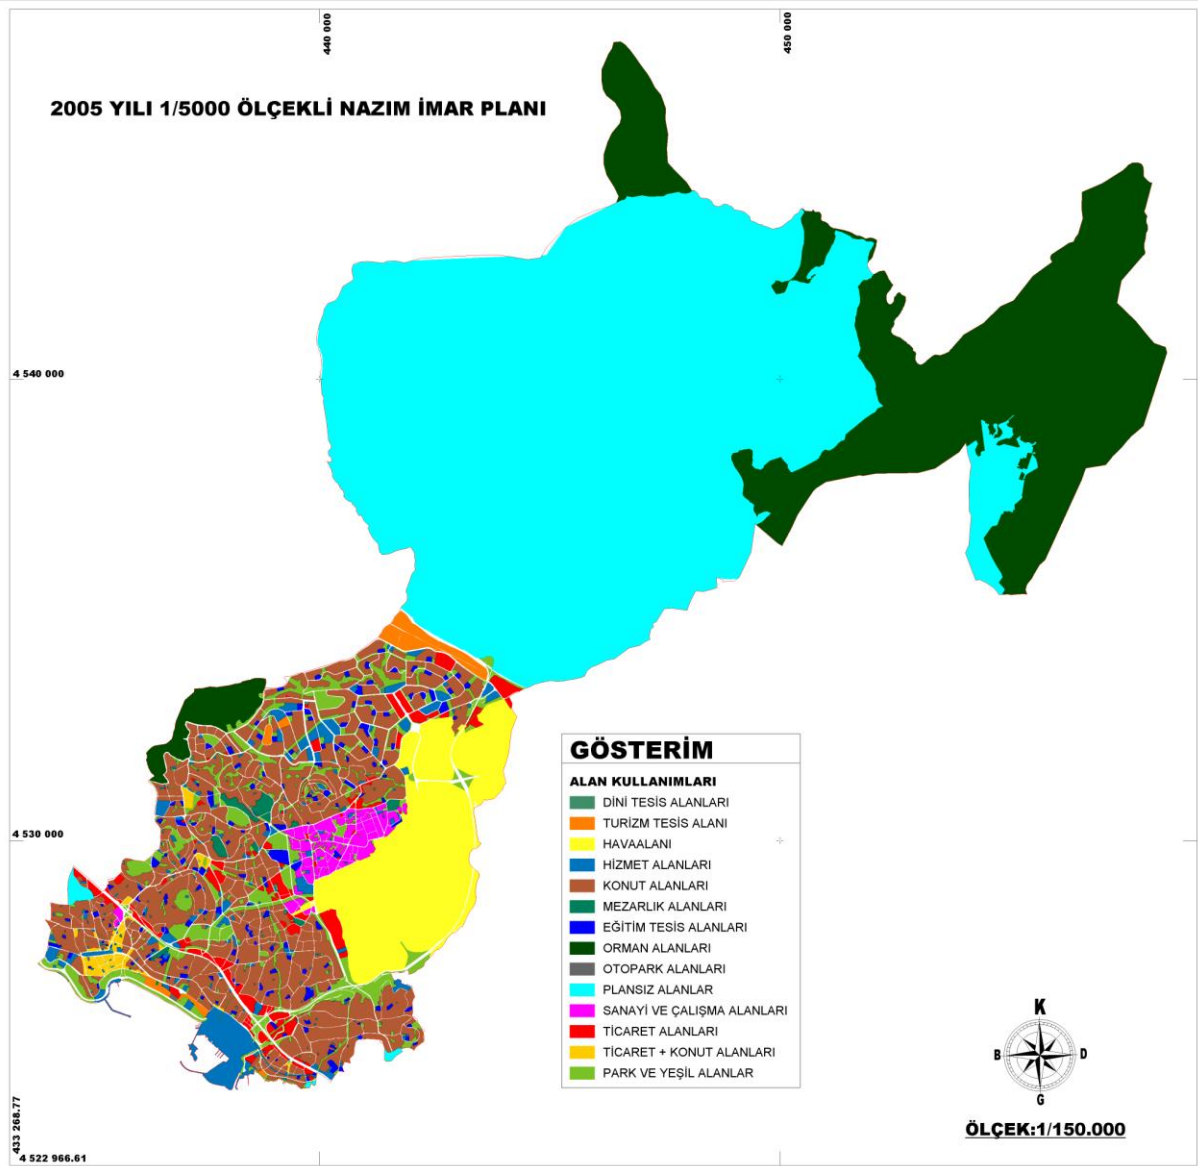 440 000
450 000
2005 YILI 1/5000 ÖLÇEKLİ NAZIM İMAR PLANI
4 540 000
GÖSTERİM
ALAN KULLANIMLARI
DİNİ TESİS ALANLARI
TURİZM TESİS ALANI
HAVAALANI
HİZMET ALANLARI
KONUT ALANLARI
MEZARLIK ALANLARI
EĞİTİM TESİS ALANLARI
ORMAN ALANLARI
OTOPARK ALANLARI
PLANSIZ ALANLAR
SANAYİ VE ÇALIŞMA ALANLARI
TİCARET ALANLARI
TİCARET + KONUT ALANLARI
PARK VE YEŞİL ALANLAR
4 530 000
K
B
D
G
ÖLÇEK:1/150.000
433 268.77
4 522 966.61